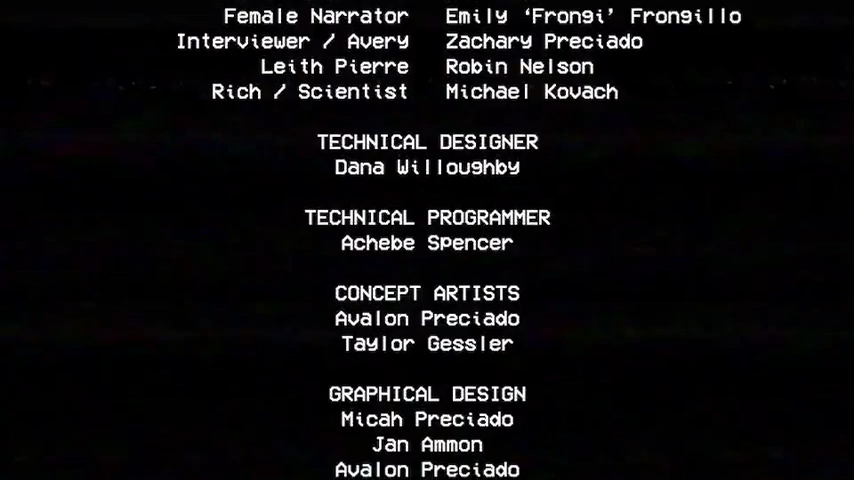 Female Narrator Emily ‘Frongi’ Frongillo
Interviewer / Avery Zachary Preciado
Leith Pierre Robin Nelson
Rich / Scientist Michael Kovach
TECHNICAL DESIGNER
Dana Willoughby
TECHNICAL PROGRAMMER
Achebe Spencer
CONCEPT ARTISTS
Avalon Preciado
Taylor Gessler
GRAPHICAL DESIGN
Micah Preciado
Jan Ammon
Avalon Preciado